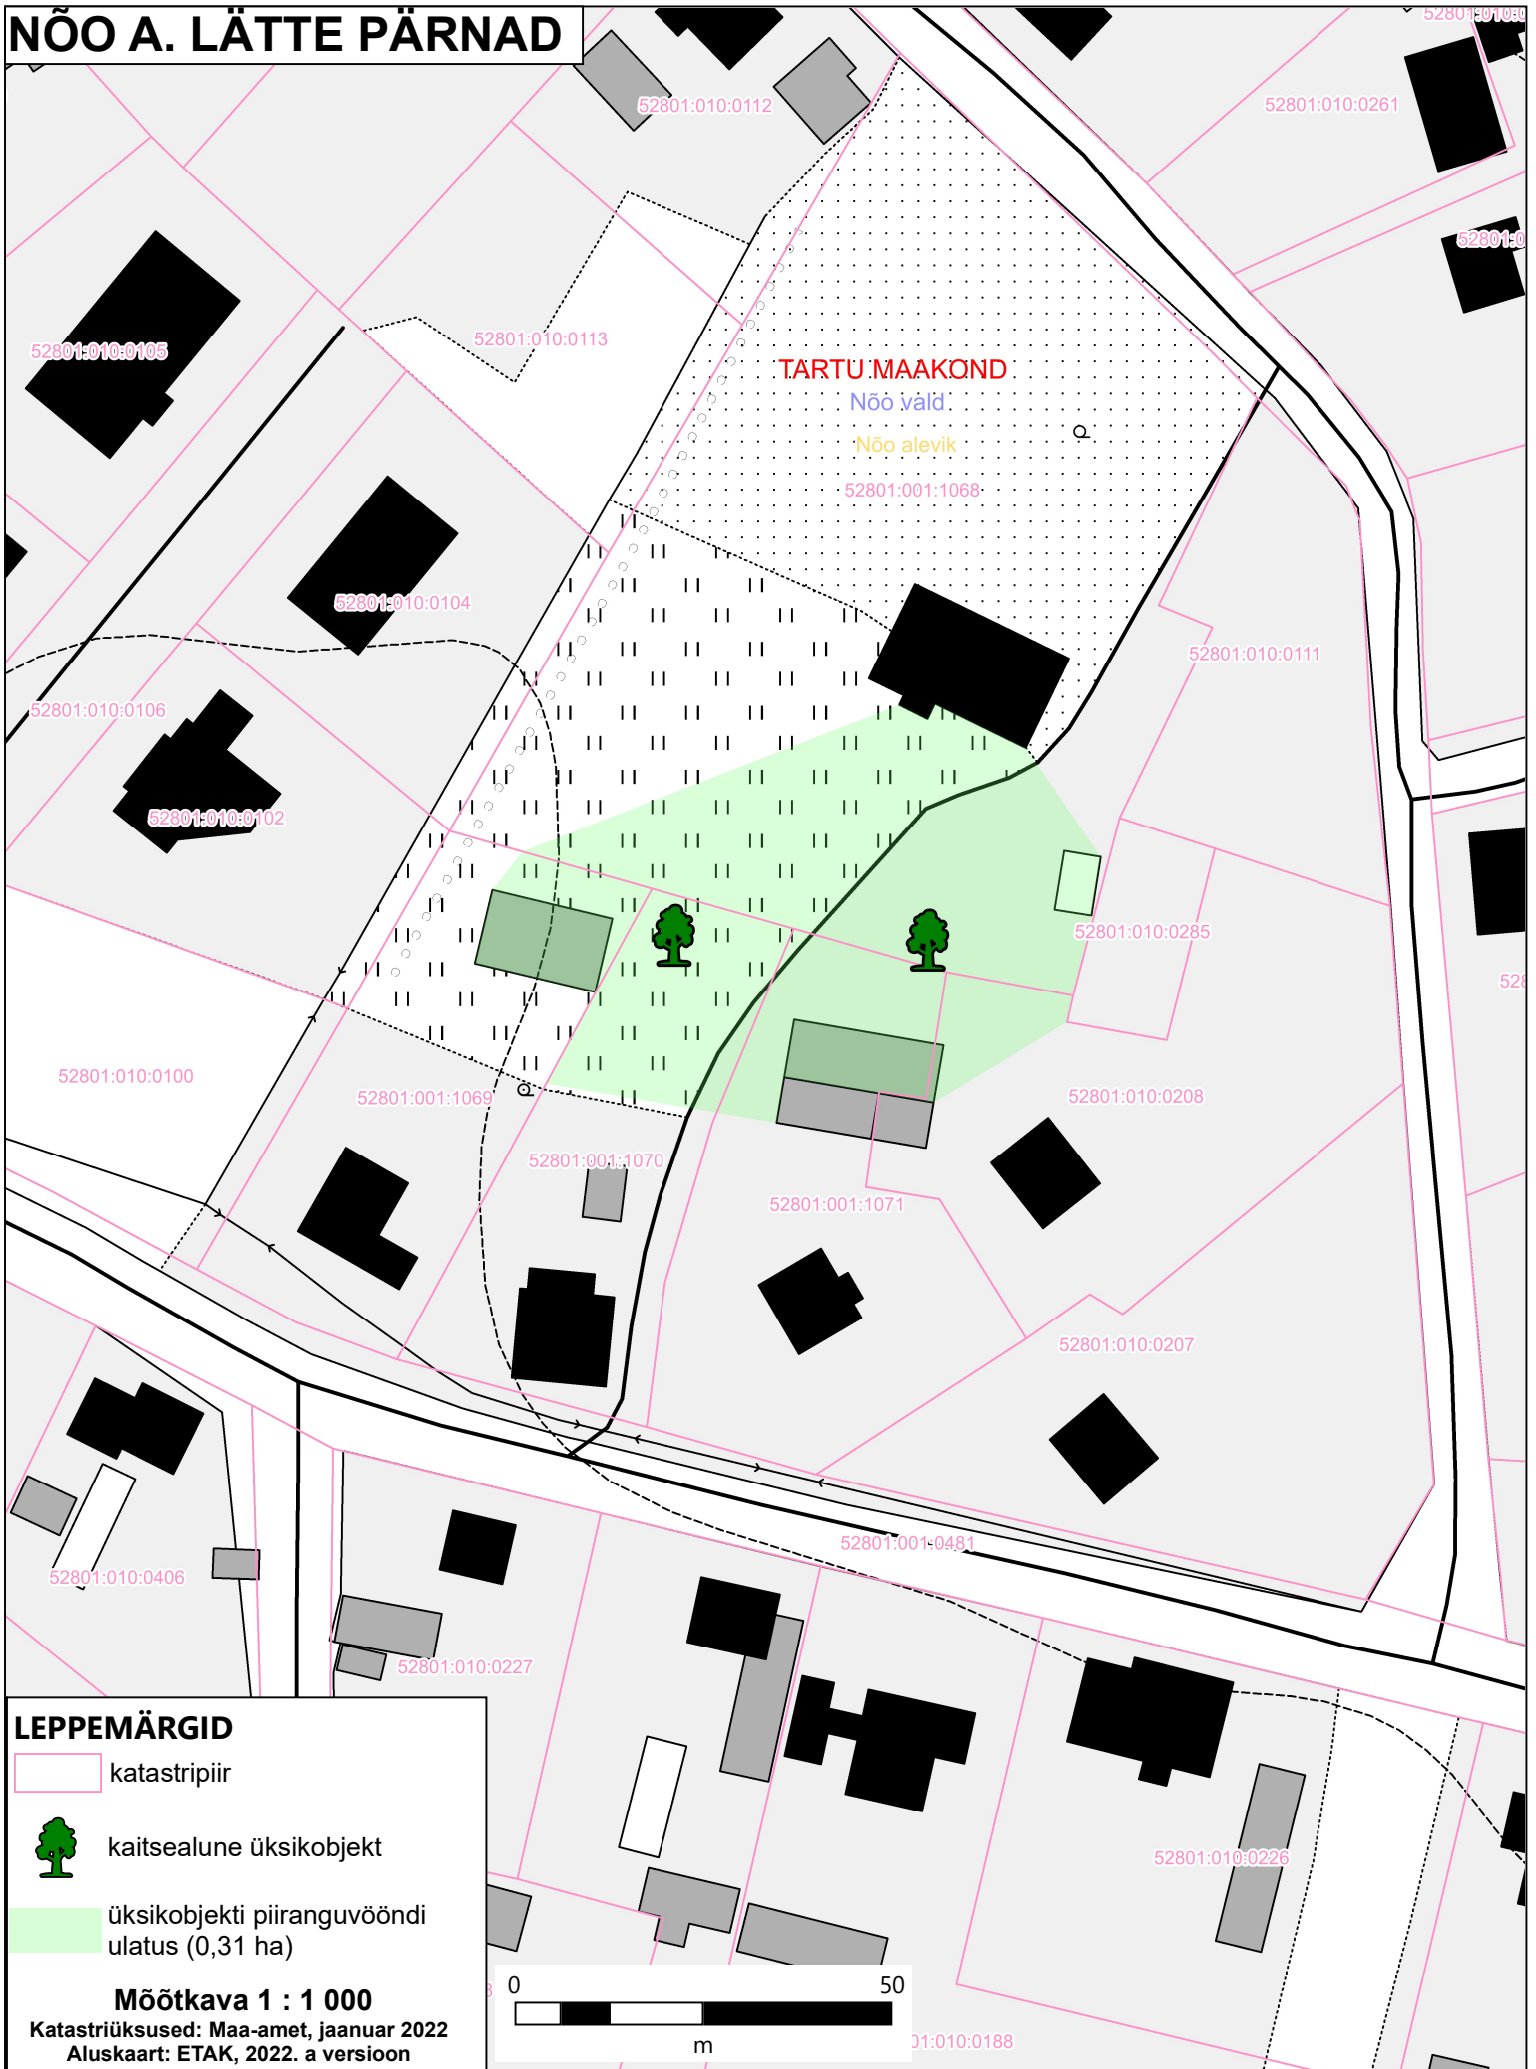 NÕO A. LÄTTE PÄRNAD
52801:010:0112
52801:010:0261
52801:010:0113
52801:010:0105
TARTU MAAKOND
Nõo vald
Nõo alevik
52801:001:1068
52801:010:0104
52801:010:0111
52801:010:0106
52801:010:0102
52801:010:0285
52801:010:0100
52801:001:1069
52801:010:0208
52801:001:1070
52801:001:1071
52801:010:0207
52801:001:0481
52801:010:0406
52801:010:0227
52801:010:0226
01:010:0188
LEPPEMÄRGID
katastripiir
kaitsealune üksikobjekt
üksikobjekti piiranguvööndi
ulatus (0,31 ha)
Mõõtkava 1 : 1 000
Katastriüksused: Maa-amet, jaanuar 2022
Aluskaart: ETAK, 2022. a versioon
0 50
m